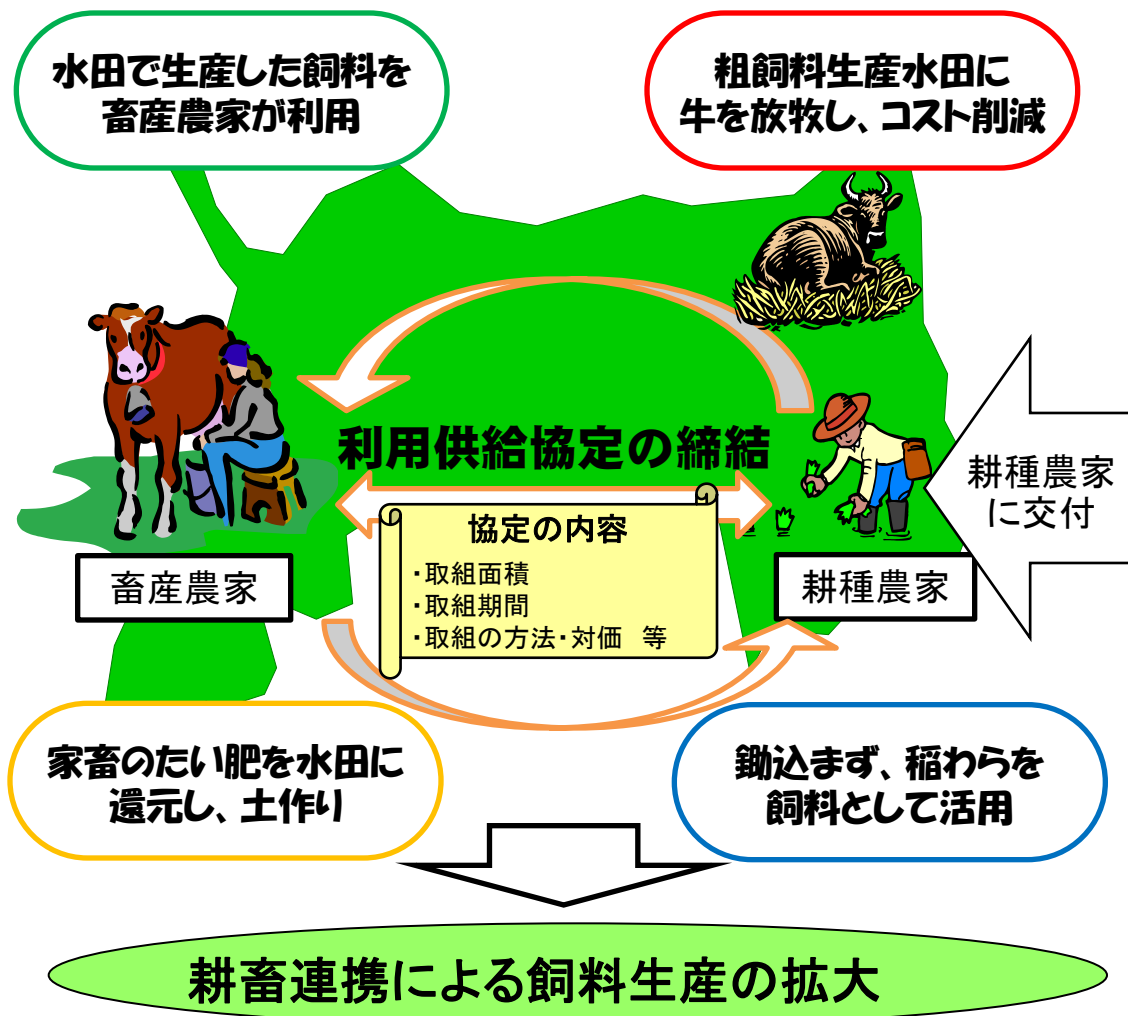 水田で生産した飼料を
畜産農家が利用
粗飼料生産水田に
牛を放牧し、コスト削減
利用供給協定の締結
協定の内容
・取組面積
・取組期間
・取組の方法・対価　等
畜産農家
耕種農家
耕種農家
に交付
家畜のたい肥を水田に
還元し、土作り
鋤込まず、稲わらを
飼料として活用
耕畜連携による飼料生産の拡大